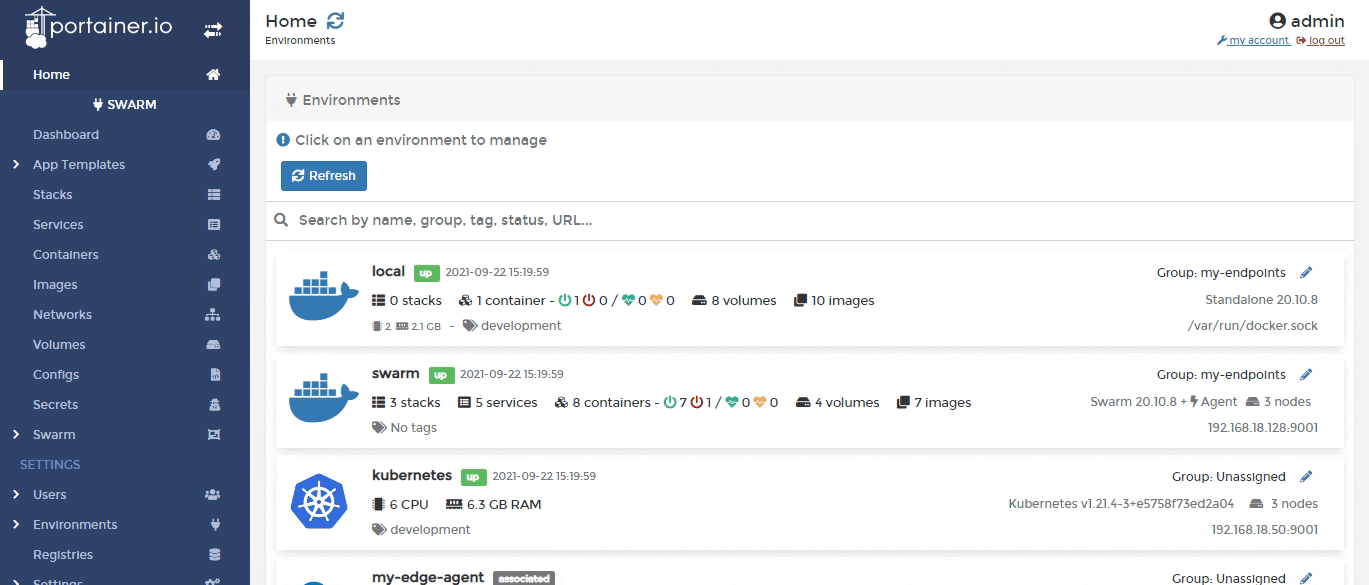 portainer.io
Home
SWARM
Dashboard
App Templates
Stacks
Services
Containers
Images
Networks
Volumes
Configs
Secrets
Swarm
SETTINGS
Users
Environments
Registries
Settings
Home
Environments
admin
my account log out
Environments
Click on an environment to manage
Refresh
Search by name, group, tag, status, URL...
local up 2021-09-22 15:19:59 Group: my-endpoints
0 stacks 1 container - 1 0 / 0 0 8 volumes 10 images Standalone 20.10.8
2 2.1 GB - development /var/run/docker.sock
swarm up 2021-09-22 15:19:59 Group: my-endpoints
3 stacks 5 services 8 containers - 7 1 / 0 0 4 volumes 7 images Swarm 20.10.8 + Agent 3 nodes
No tags 192.168.18.128:9001
kubernetes up 2021-09-22 15:19:59 Group: Unassigned
6 CPU 6.3 GB RAM Kubernetes v1.21.4-3+e5758f73ed2a04 3 nodes
development 192.168.18.50:9001
my-edge-agent associated Group: Unassigned